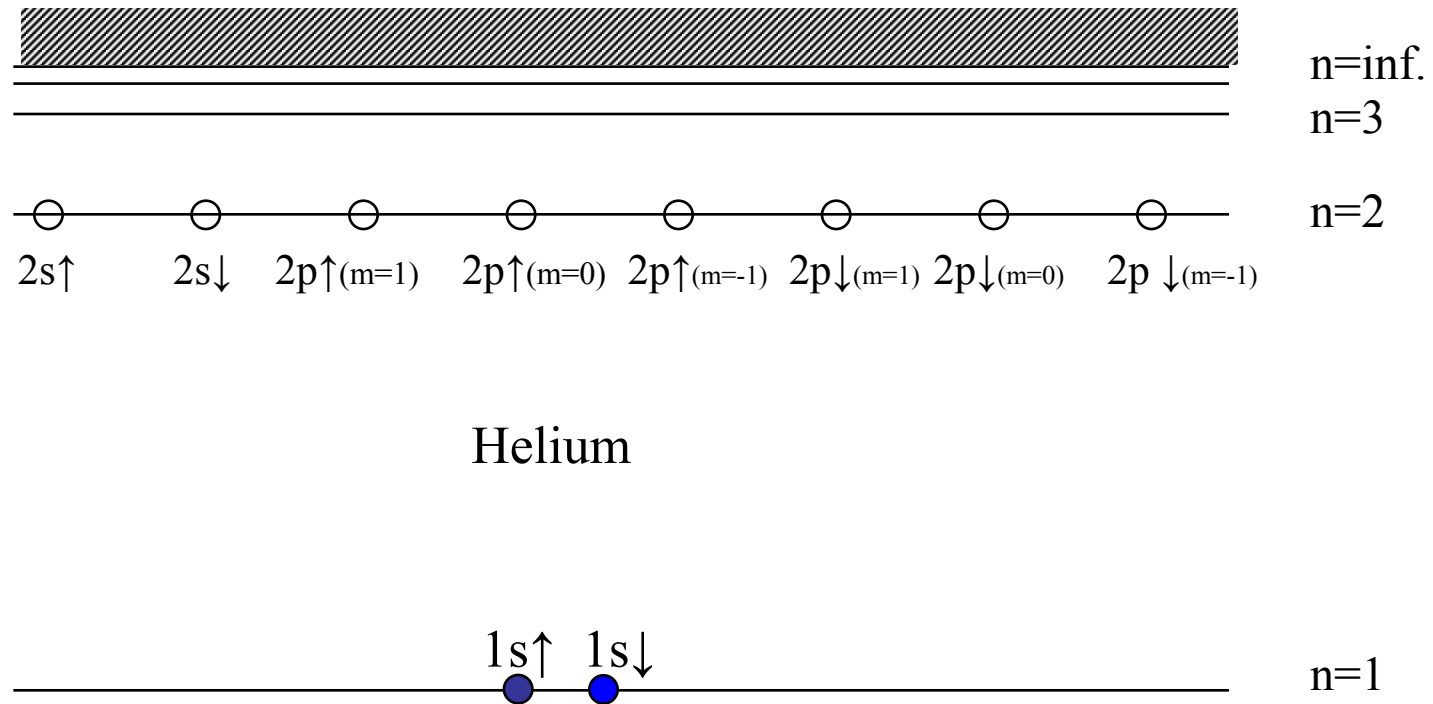 n=inf.
n=3
n=2
2s↑ 2s↓ 2p↑(m=1) 2p↑(m=0) 2p↑(m=-1) 2p↓(m=1) 2p↓(m=0) 2p ↓(m=-1)
Helium
1s↑ 1s↓
n=1